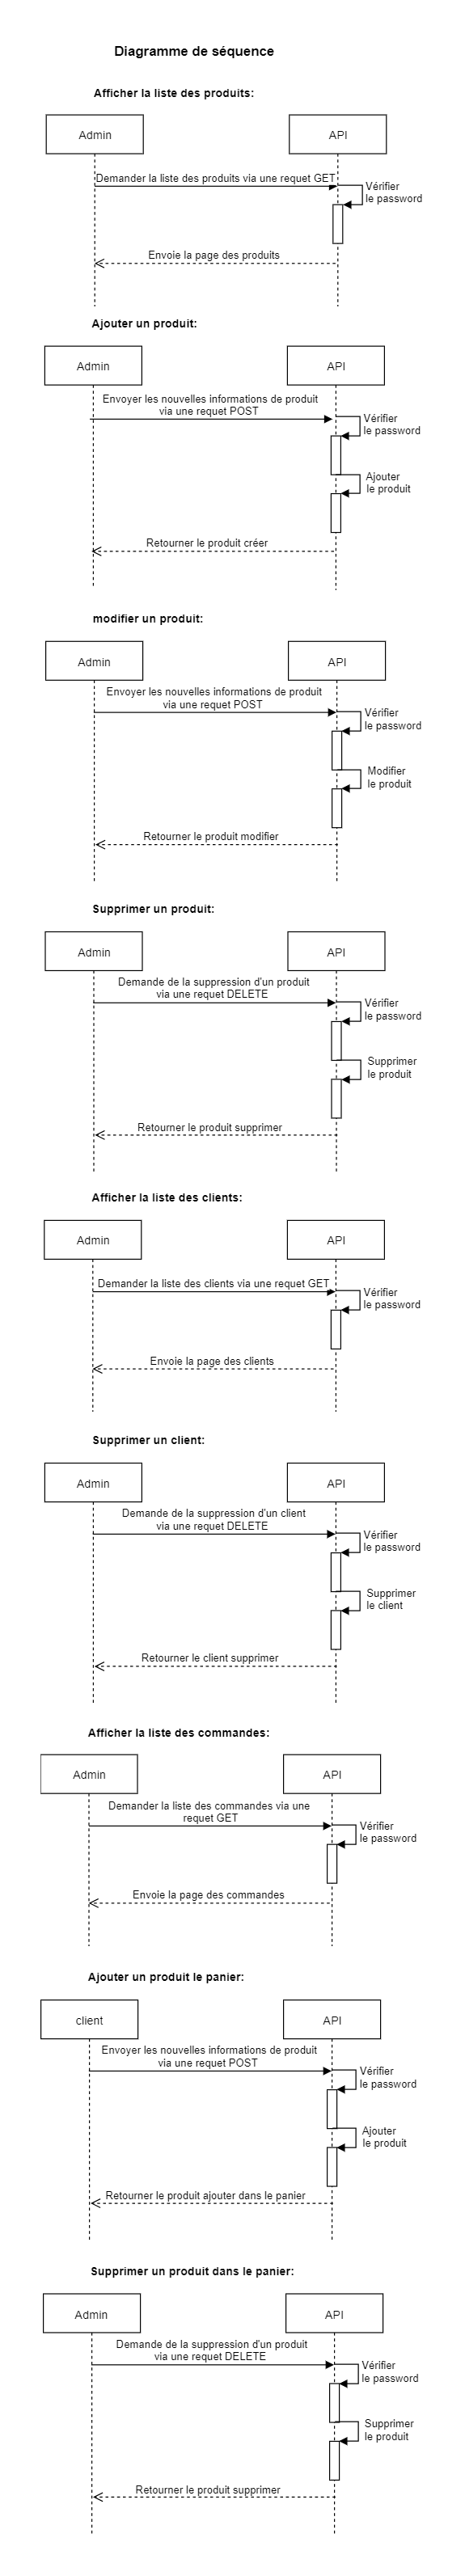 Diagramme de séquence
Afficher la liste des produits:
Admin
API
Demander la liste des produits via une requet GET
Vérifier
le password
Envoie la page des produits
Ajouter un produit:
Admin
API
Envoyer les nouvelles informations de produit
via une requet POST
Vérifier
le password
Ajouter
le produit
Retourner le produit créer
modifier un produit:
Admin
API
Envoyer les nouvelles informations de produit
via une requet POST
Vérifier
le password
Modifier
le produit
Retourner le produit modifier
Supprimer un produit:
Admin
API
Demande de la suppression d'un produit
via une requet DELETE
Vérifier
le password
Supprimer
le produit
Retourner le produit supprimer
Afficher la liste des clients:
Admin
API
Demander la liste des clients via une requet GET
Vérifier
le password
Envoie la page des clients
Supprimer un client:
Admin
API
Demande de la suppression d'un client
via une requet DELETE
Vérifier
le password
Supprimer
le client
Retourner le client supprimer
Afficher la liste des commandes:
Admin
API
Demander la liste des commandes via une
requet GET
Vérifier
le password
Envoie la page des commandes
Ajouter un produit le panier:
client
API
Envoyer les nouvelles informations de produit
via une requet POST
Vérifier
le password
Ajouter
le produit
Retourner le produit ajouter dans le panier
Supprimer un produit dans le panier:
Admin
API
Demande de la suppression d'un produit
via une requet DELETE
Vérifier
le password
Supprimer
le produit
Retourner le produit supprimer